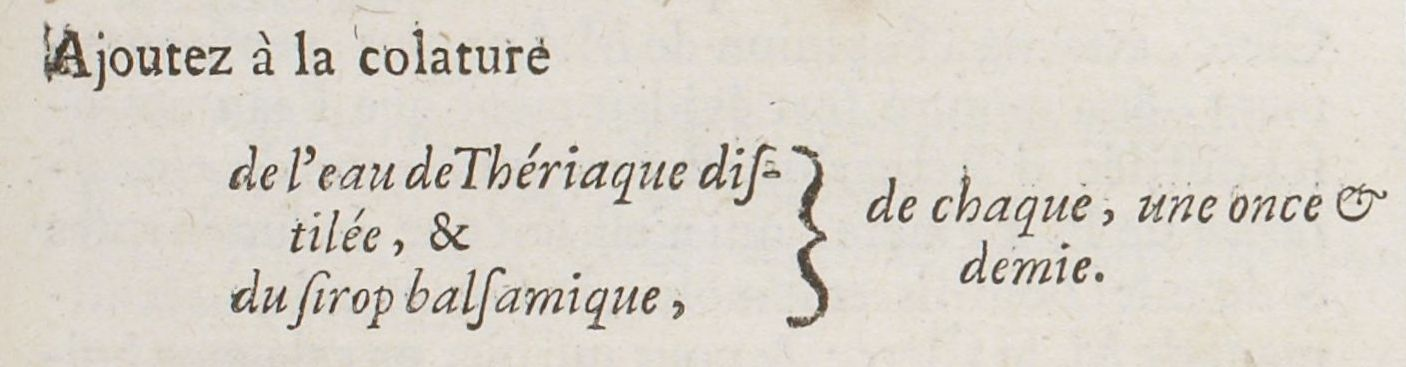 Ajoutez à la colature
de l'eau de Thériaque diſ-
tilée, &
du ſirop balſamique,
de chaque, une once &
demie.